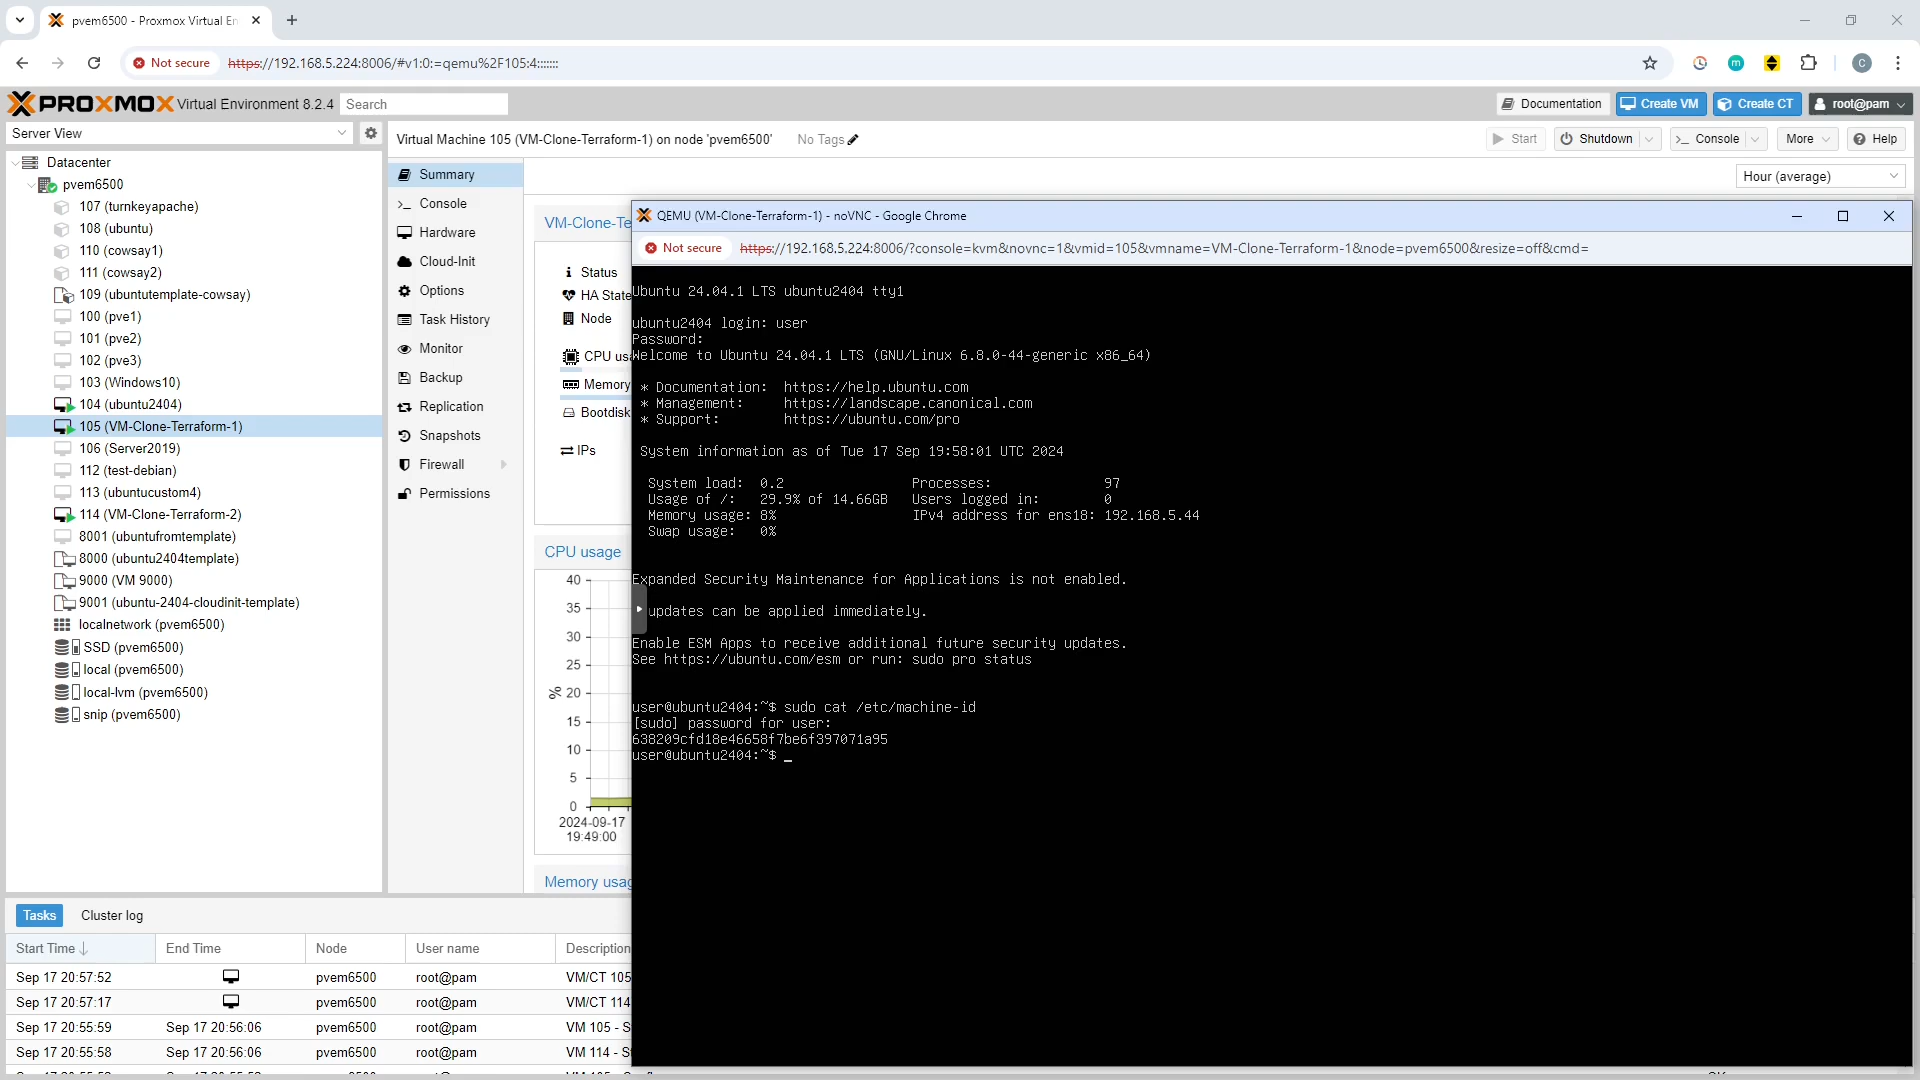 pvem6500 - Proxmox Virtual En
Not secure
https://192.168.5.224:8006/#v1:0:=qemu%2F105:4:::::::
m
C
PROXMOX Virtual Environment 8.2.4
Search
Documentation
Create VM
Create CT
root@pam
Server View
Virtual Machine 105 (VM-Clone-Terraform-1) on node 'pvem6500'
No Tags
Start
Shutdown
Console
More
Help
Datacenter
pvem6500
107 (turnkeyapache)
108 (ubuntu)
110 (cowsay1)
111 (cowsay2)
109 (ubuntutemplate-cowsay)
100 (pve1)
101 (pve2)
102 (pve3)
103 (Windows10)
104 (ubuntu2404)
105 (VM-Clone-Terraform-1)
106 (Server2019)
112 (test-debian)
113 (ubuntucustom4)
114 (VM-Clone-Terraform-2)
8001 (ubuntufromtemplate)
8000 (ubuntu2404template)
9000 (VM 9000)
9001 (ubuntu-2404-cloudinit-template)
localnetwork (pvem6500)
SSD (pvem6500)
local (pvem6500)
local-lvm (pvem6500)
snip (pvem6500)
Summary
Console
Hardware
Cloud-Init
Options
Task History
Monitor
Backup
Replication
Snapshots
Firewall
Permissions
Hour (average)
VM-Clone-Te
Status
HA State
Node
CPU usa
Memory
Bootdisk
IPs
CPU usage
40
35
30
25
% 20
15
10
5
0
2024-09-17
19:49:00
Memory usag
QEMU (VM-Clone-Terraform-1) - noVNC - Google Chrome
Not secure
https://192.168.5.224:8006/?console=kvm&novnc=1&vmid=105&vmname=VM-Clone-Terraform-1&node=pvem6500&resize=off&cmd=
Ubuntu 24.04.1 LTS ubuntu2404 tty1
ubuntu2404 login: user
Password:
Welcome to Ubuntu 24.04.1 LTS (GNU/Linux 6.8.0-44-generic x86_64)
* Documentation: https://help.ubuntu.com
* Management: https://landscape.canonical.com
* Support: https://ubuntu.com/pro
System information as of Tue 17 Sep 19:58:01 UTC 2024
System load: 0.2 Processes: 97
Usage of /: 29.9% of 14.66GB Users logged in: 0
Memory usage: 8% IPv4 address for ens18: 192.168.5.44
Swap usage: 0%
Expanded Security Maintenance for Applications is not enabled.
updates can be applied immediately.
Enable ESM Apps to receive additional future security updates.
See https://ubuntu.com/esm or run: sudo pro status
user@ubuntu2404:~$ sudo cat /etc/machine-id
[sudo] password for user:
638209cfd18e46658f7be6f397071a95
user@ubuntu2404:~$ _
Tasks
Cluster log
Start Time End Time Node User name Description
Sep 17 20:57:52 pvem6500 root@pam VM/CT 105
Sep 17 20:57:17 pvem6500 root@pam VM/CT 114
Sep 17 20:55:59 Sep 17 20:56:06 pvem6500 root@pam VM 105 - S
Sep 17 20:55:58 Sep 17 20:56:06 pvem6500 root@pam VM 114 - St